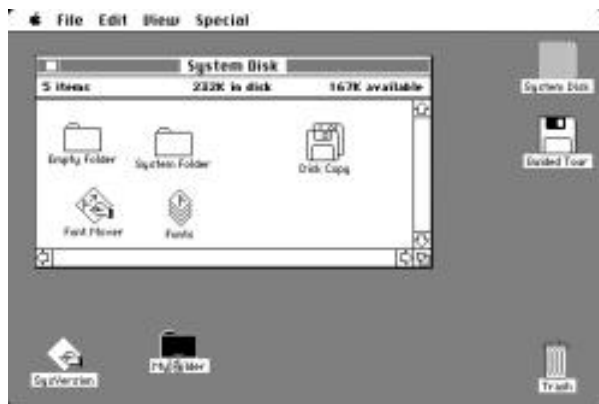 File Edit View Special
System Disk
5 items 232K in disk 167K available
Empty Folder System Folder Disk Copy
Font Mover Fonts
System Disk
Guided Tour
SysVersion My Folder Trash